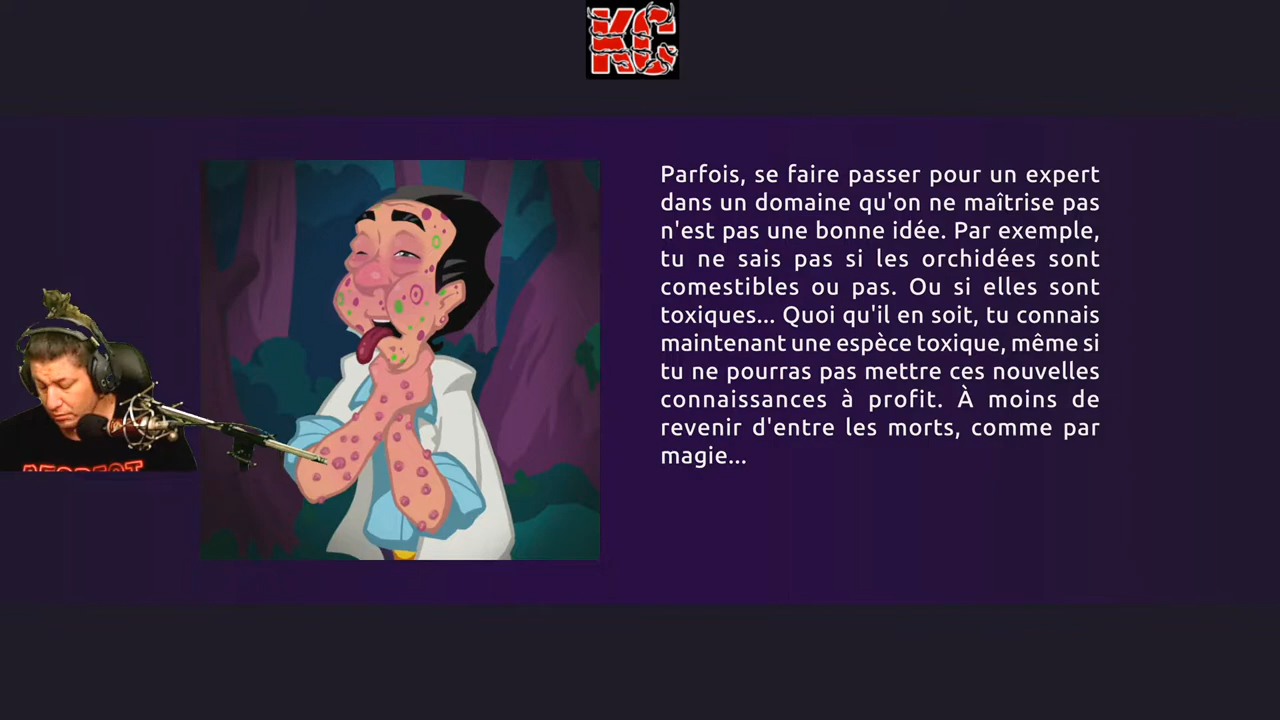 KC
Parfois, se faire passer pour un expert
dans un domaine qu'on ne maîtrise pas
n'est pas une bonne idée. Par exemple,
tu ne sais pas si les orchidées sont
comestibles ou pas. Ou si elles sont
toxiques... Quoi qu'il en soit, tu connais
maintenant une espèce toxique, même si
tu ne pourras pas mettre ces nouvelles
connaissances à profit. À moins de
revenir d'entre les morts, comme par
magie...